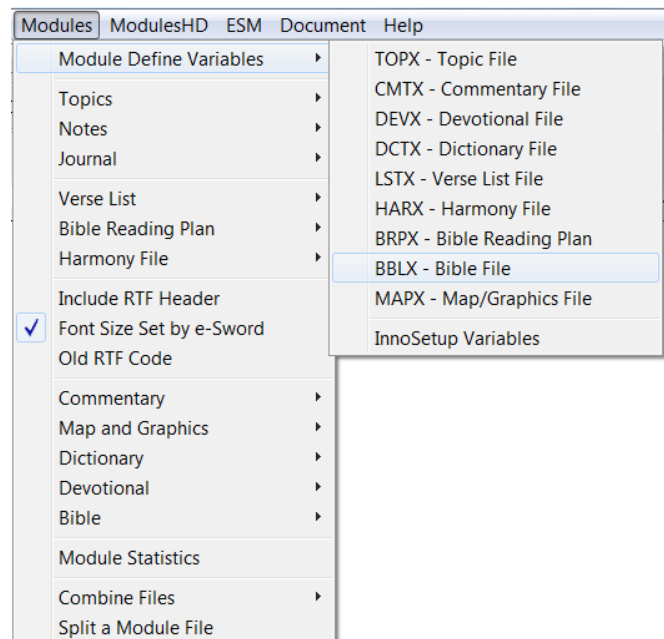 Modules ModulesHD ESM Document Help
Module Define Variables
Topics
Notes
Journal
Verse List
Bible Reading Plan
Harmony File
Include RTF Header
Font Size Set by e-Sword
Old RTF Code
Commentary
Map and Graphics
Dictionary
Devotional
Bible
Module Statistics
Combine Files
Split a Module File
TOPX - Topic File
CMTX - Commentary File
DEVX - Devotional File
DCTX - Dictionary File
LSTX - Verse List File
HARX - Harmony File
BRPX - Bible Reading Plan
BBLX - Bible File
MAPX - Map/Graphics File
InnoSetup Variables